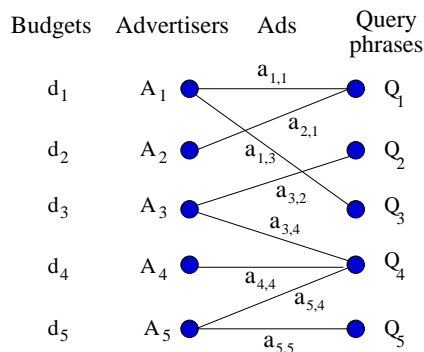 Budgets Advertisers Ads Query phrases
d1 A1 a1,1 Q1
a2,1
d2 A2 a1,3 Q2
a3,2
d3 A3 Q3
a3,4
d4 A4 a4,4 Q4
a5,4
d5 A5 a5,5 Q5